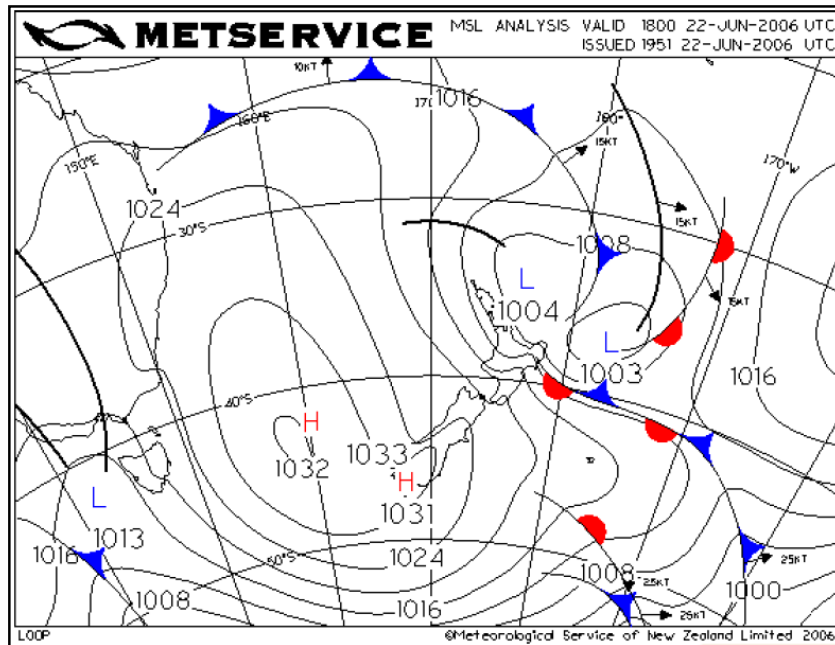 METSERVICE
MSL ANALYSIS VALID 1800 22-JUN-2006 UTC
ISSUED 1951 22-JUN-2006 UTC
10KT
1016
160°E
15KT
170°W
150°E
1024
15KT
30°S
1008
L
1004
15KT
L
1003
1016
40°S
H
1032
1033
H
1031
L
1013
1016
50°S
1024
1008
25KT
25KT
1000
1008
1016
25KT
LOOP
©Meteorological Service of New Zealand Limited 2006